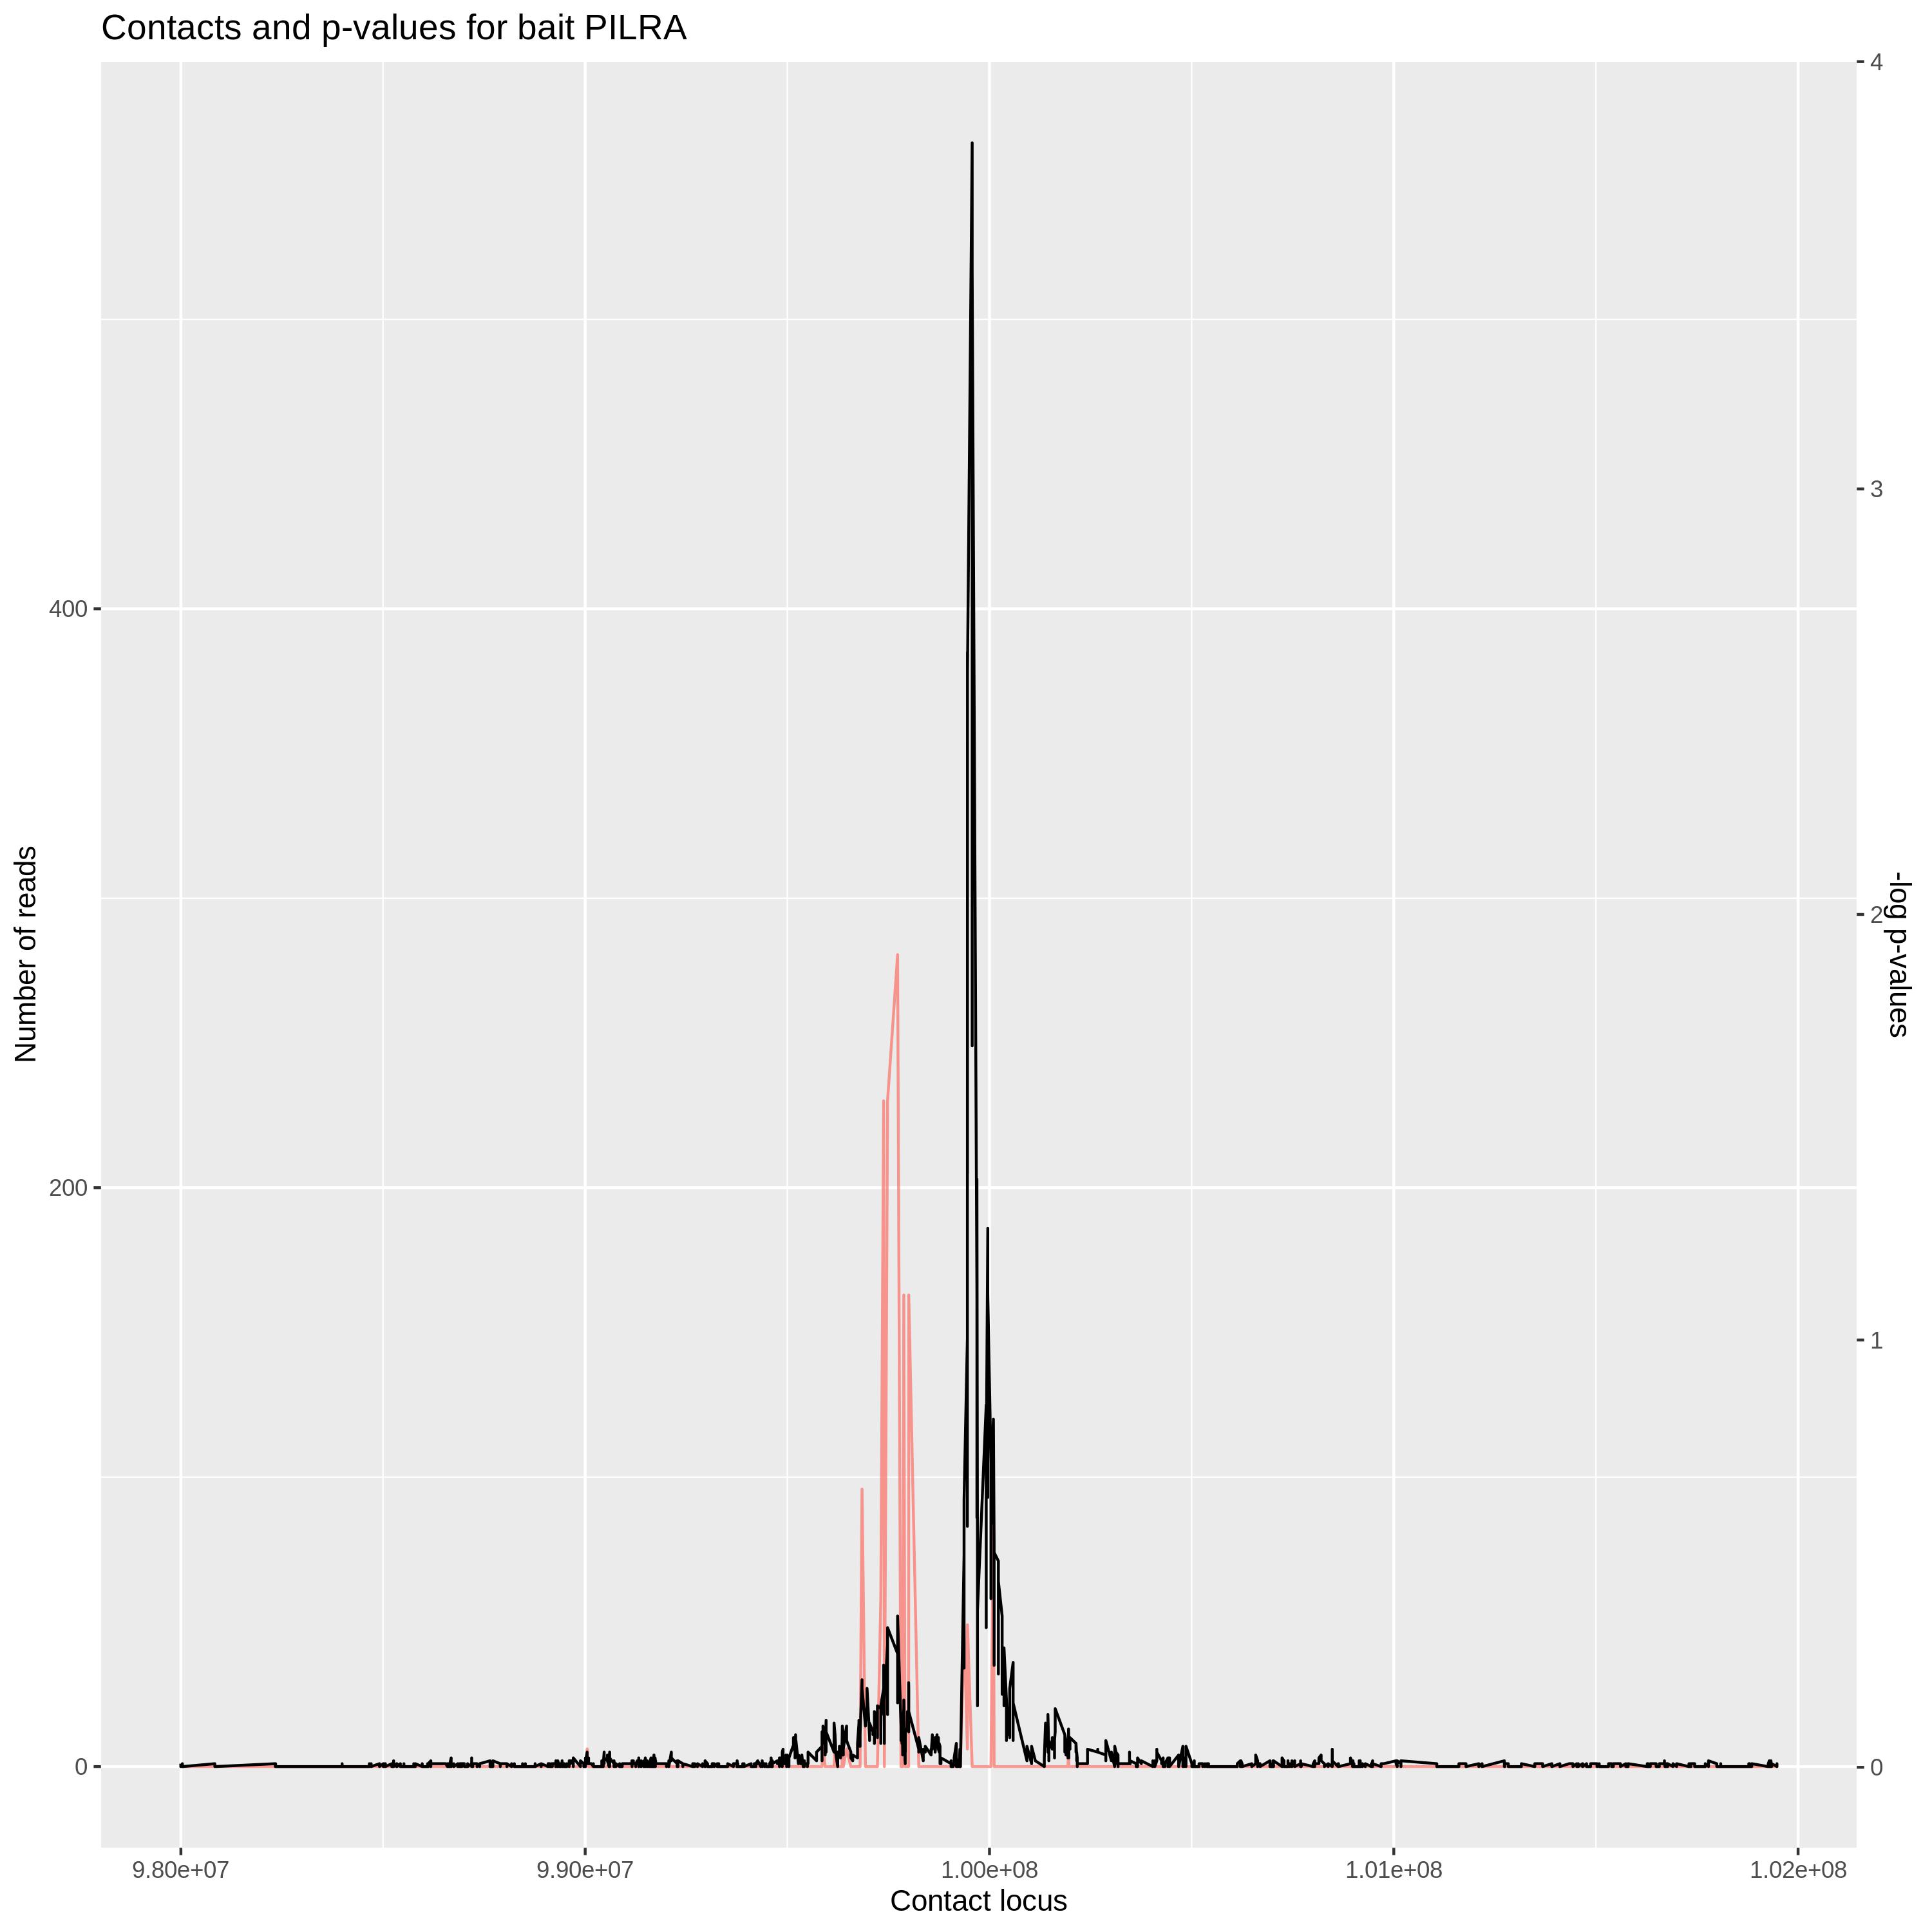 Contacts and p-values for bait PILRA
4
3
400
Number of reads
2
-log p-values
200
1
0
0
9.80e+07
9.90e+07
1.00e+08
1.01e+08
1.02e+08
Contact locus